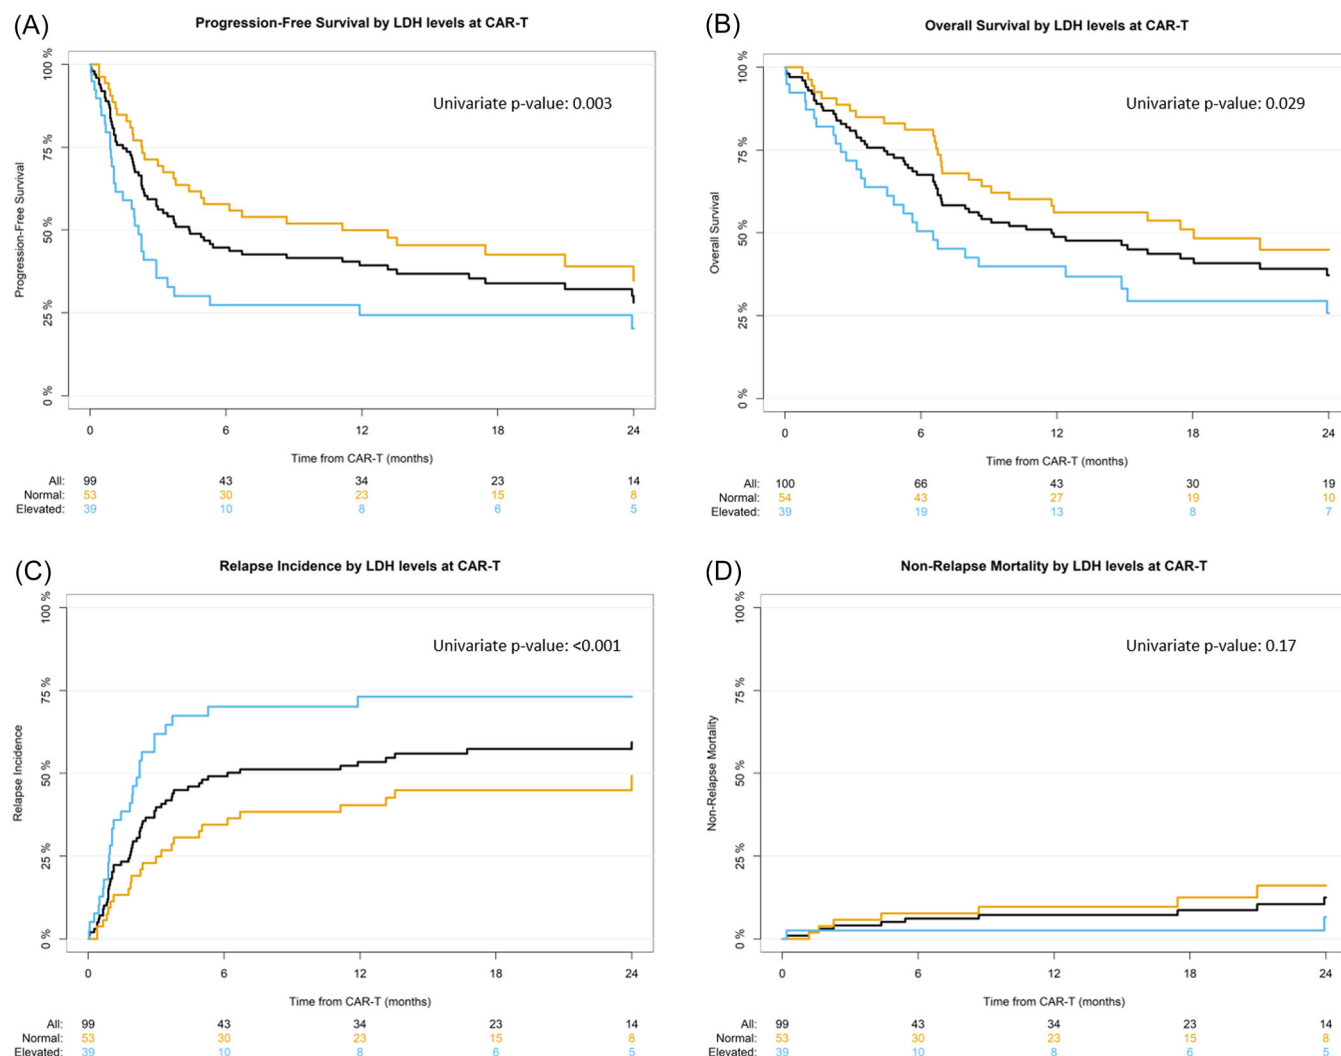 (A)
Progression-Free Survival by LDH levels at CAR-T
Univariate p-value: 0.003
Progression-Free Survival
100 %
75 %
50 %
25 %
0 %
0 6 12 18 24
Time from CAR-T (months)
All: 99 43 34 23 14
Normal: 53 30 23 15 8
Elevated: 39 10 8 6 5
(B)
Overall Survival by LDH levels at CAR-T
Univariate p-value: 0.029
Overall Survival
100 %
75 %
50 %
25 %
0 %
0 6 12 18 24
Time from CAR-T (months)
All: 100 66 43 30 19
Normal: 54 43 27 19 10
Elevated: 39 19 13 8 7
(C)
Relapse Incidence by LDH levels at CAR-T
Univariate p-value: <0.001
Relapse Incidence
100 %
75 %
50 %
25 %
0 %
0 6 12 18 24
Time from CAR-T (months)
All: 99 43 34 23 14
Normal: 53 30 23 15 8
Elevated: 39 10 8 6 5
(D)
Non-Relapse Mortality by LDH levels at CAR-T
Univariate p-value: 0.17
Non-Relapse Mortality
100 %
75 %
50 %
25 %
0 %
0 6 12 18 24
Time from CAR-T (months)
All: 99 43 34 23 14
Normal: 53 30 23 15 8
Elevated: 39 10 8 6 5